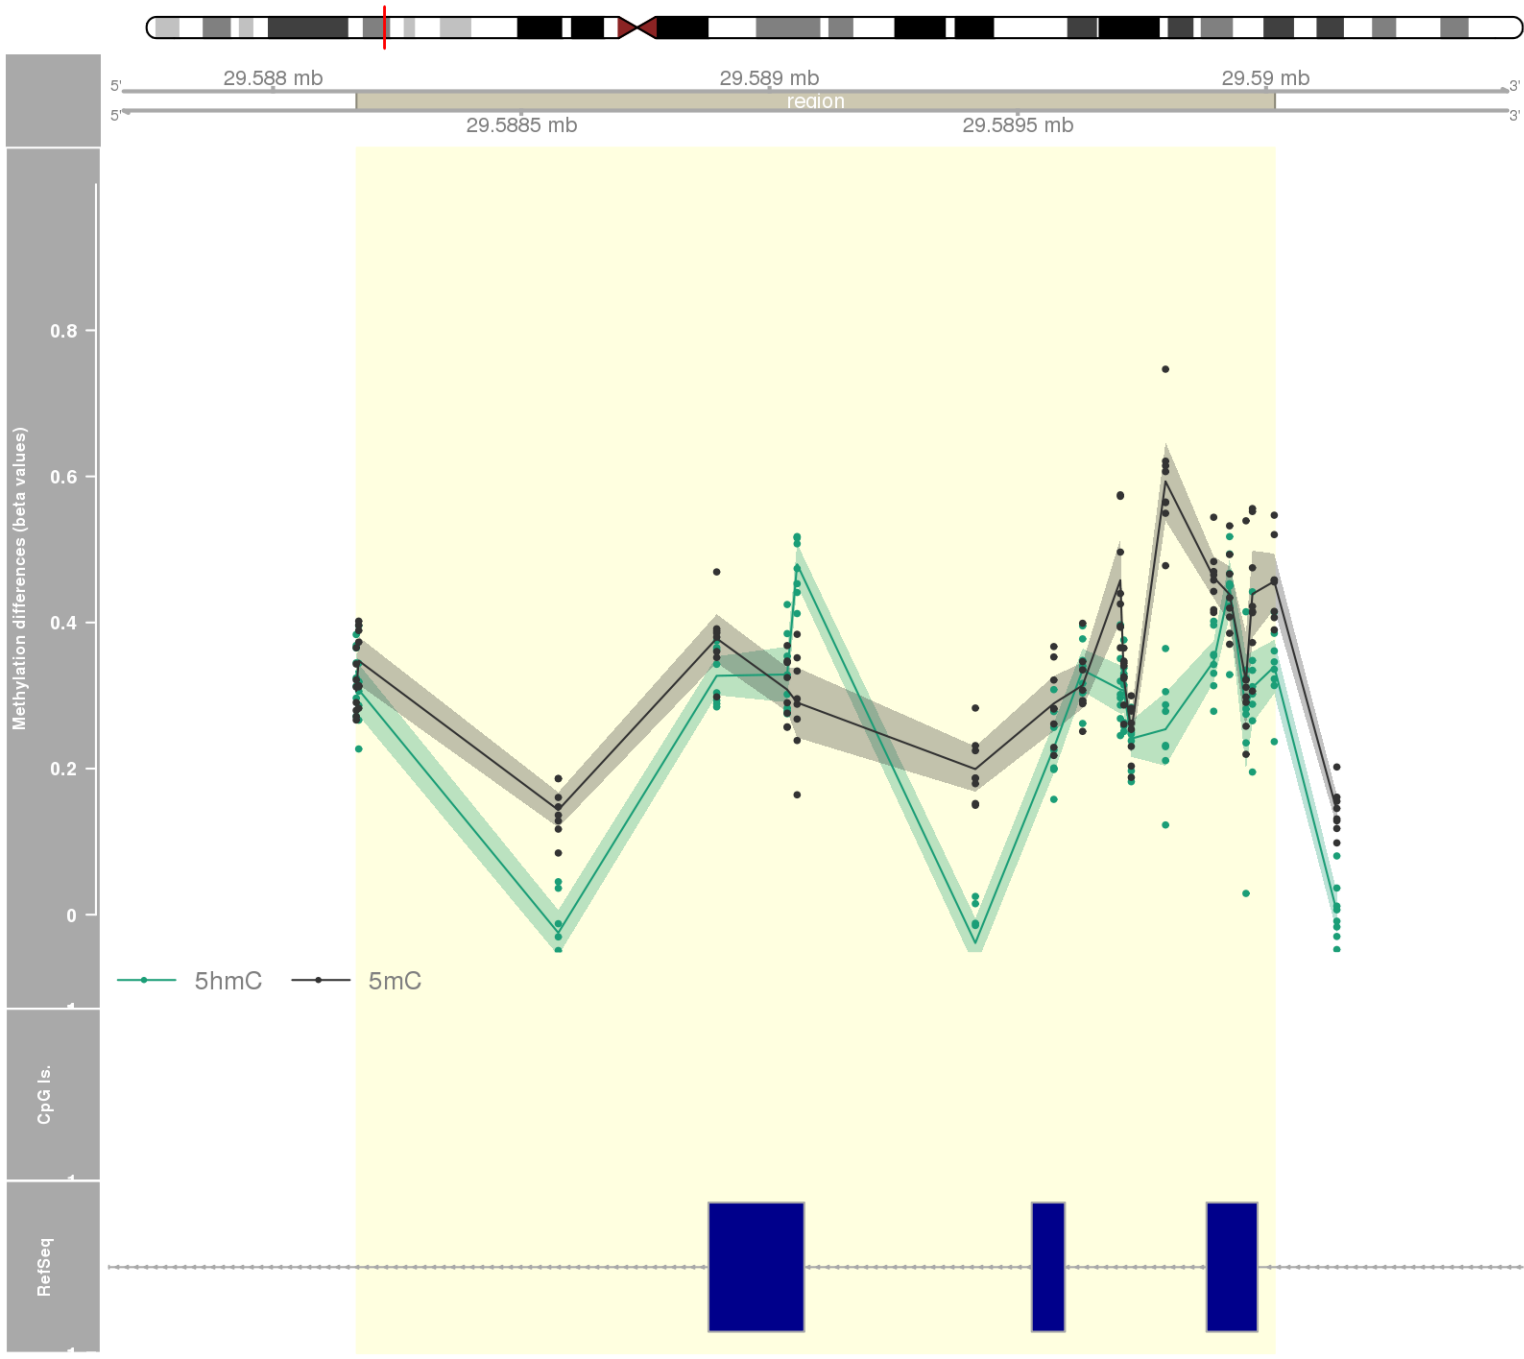 29.588 mb
29.589 mb
29.59 mb
5'
3'
region
5'
3'
29.5885 mb
29.5895 mb
Methylation differences (beta values)
0.8
0.6
0.4
0.2
0
5hmC
5mC
CpG Is.
RefSeq